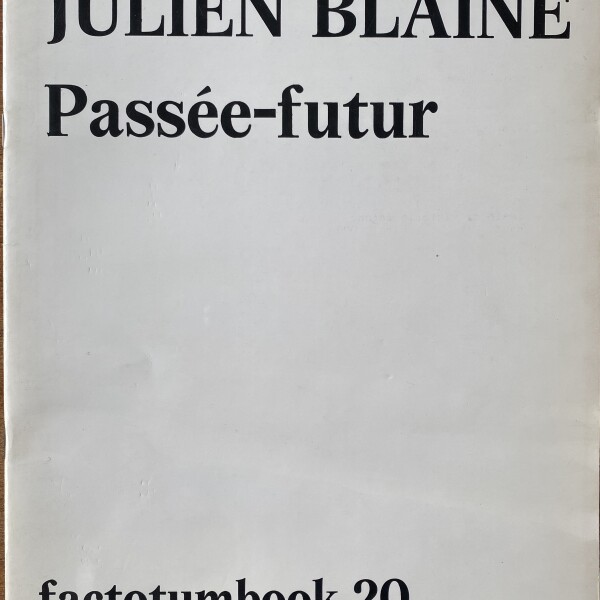 JULIEN BLAINE
Passée-futur
factotumbook 20